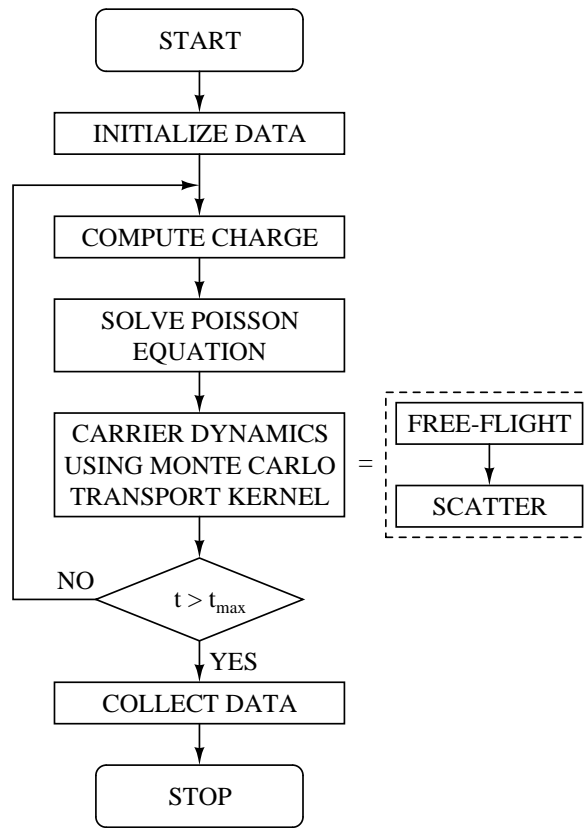 START
INITIALIZE DATA
COMPUTE CHARGE
SOLVE POISSON
EQUATION
CARRIER DYNAMICS
USING MONTE CARLO
TRANSPORT KERNEL
=
FREE-FLIGHT
SCATTER
NO
t > tmax
YES
COLLECT DATA
STOP